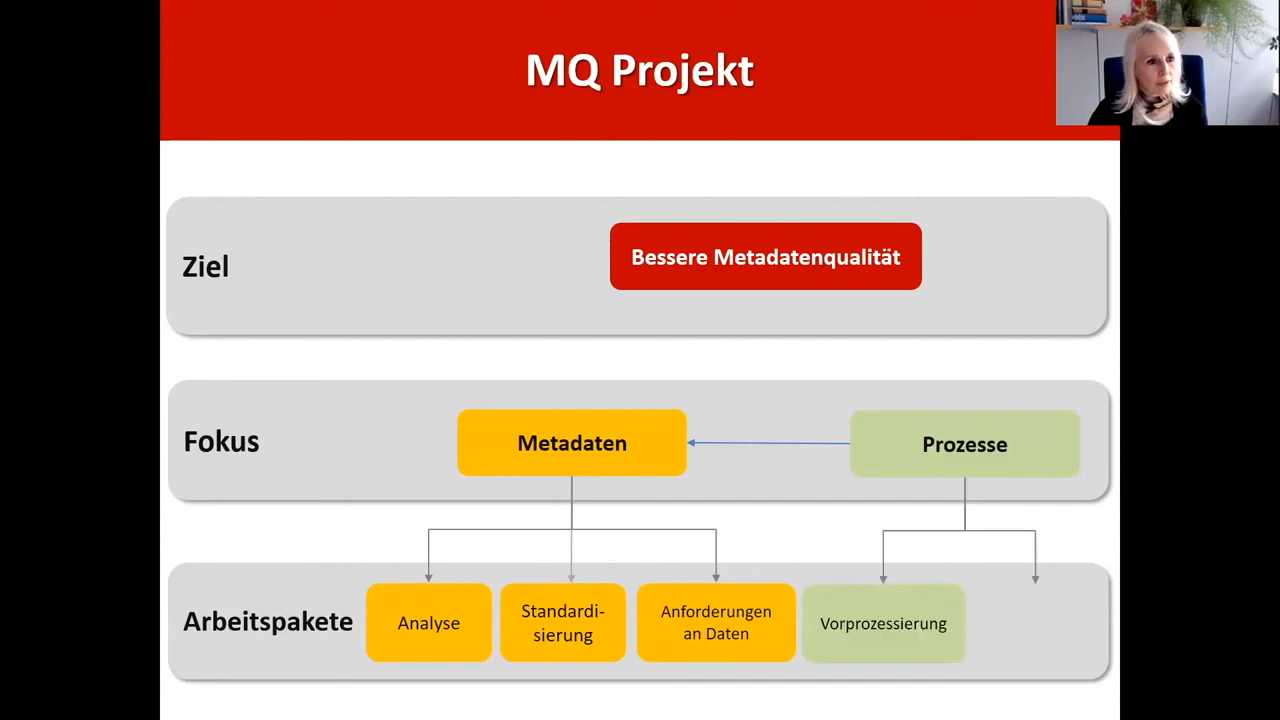 MQ Projekt
Ziel
Bessere Metadatenqualität
Fokus
Metadaten
Prozesse
Arbeitspakete
Analyse
Standardi-
sierung
Anforderungen
an Daten
Vorprozessierung